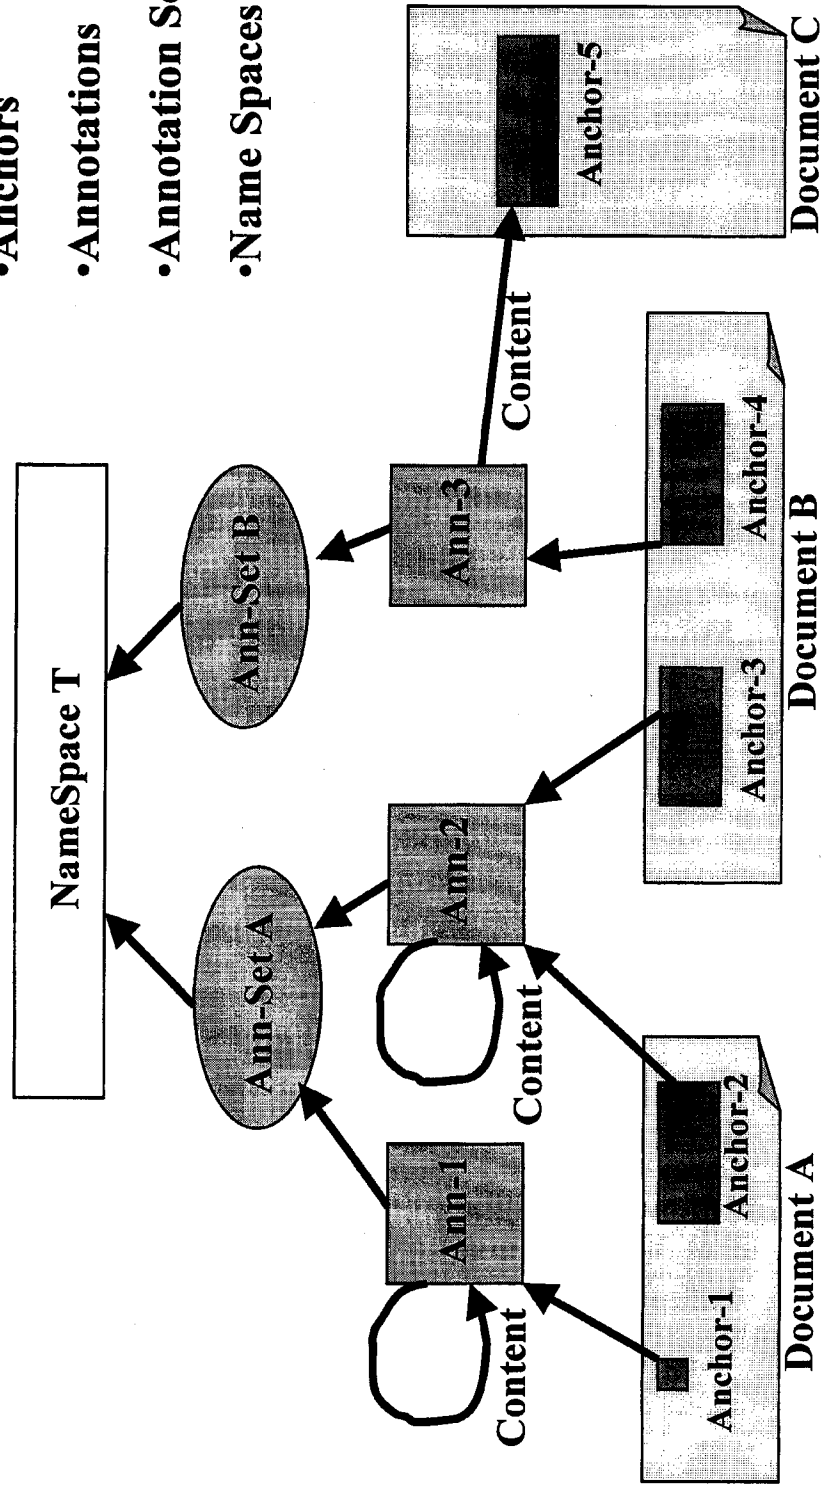 •Anchors
•Annotations
•Annotation
•Name Spaces
NameSpace T
Ann-Set A
Ann-Set B
Ann-1
Ann-2
Ann-3
Content
Content
Content
Anchor-1
Anchor-2
Document A
Anchor-3
Anchor-4
Document B
Anchor-5
Document C